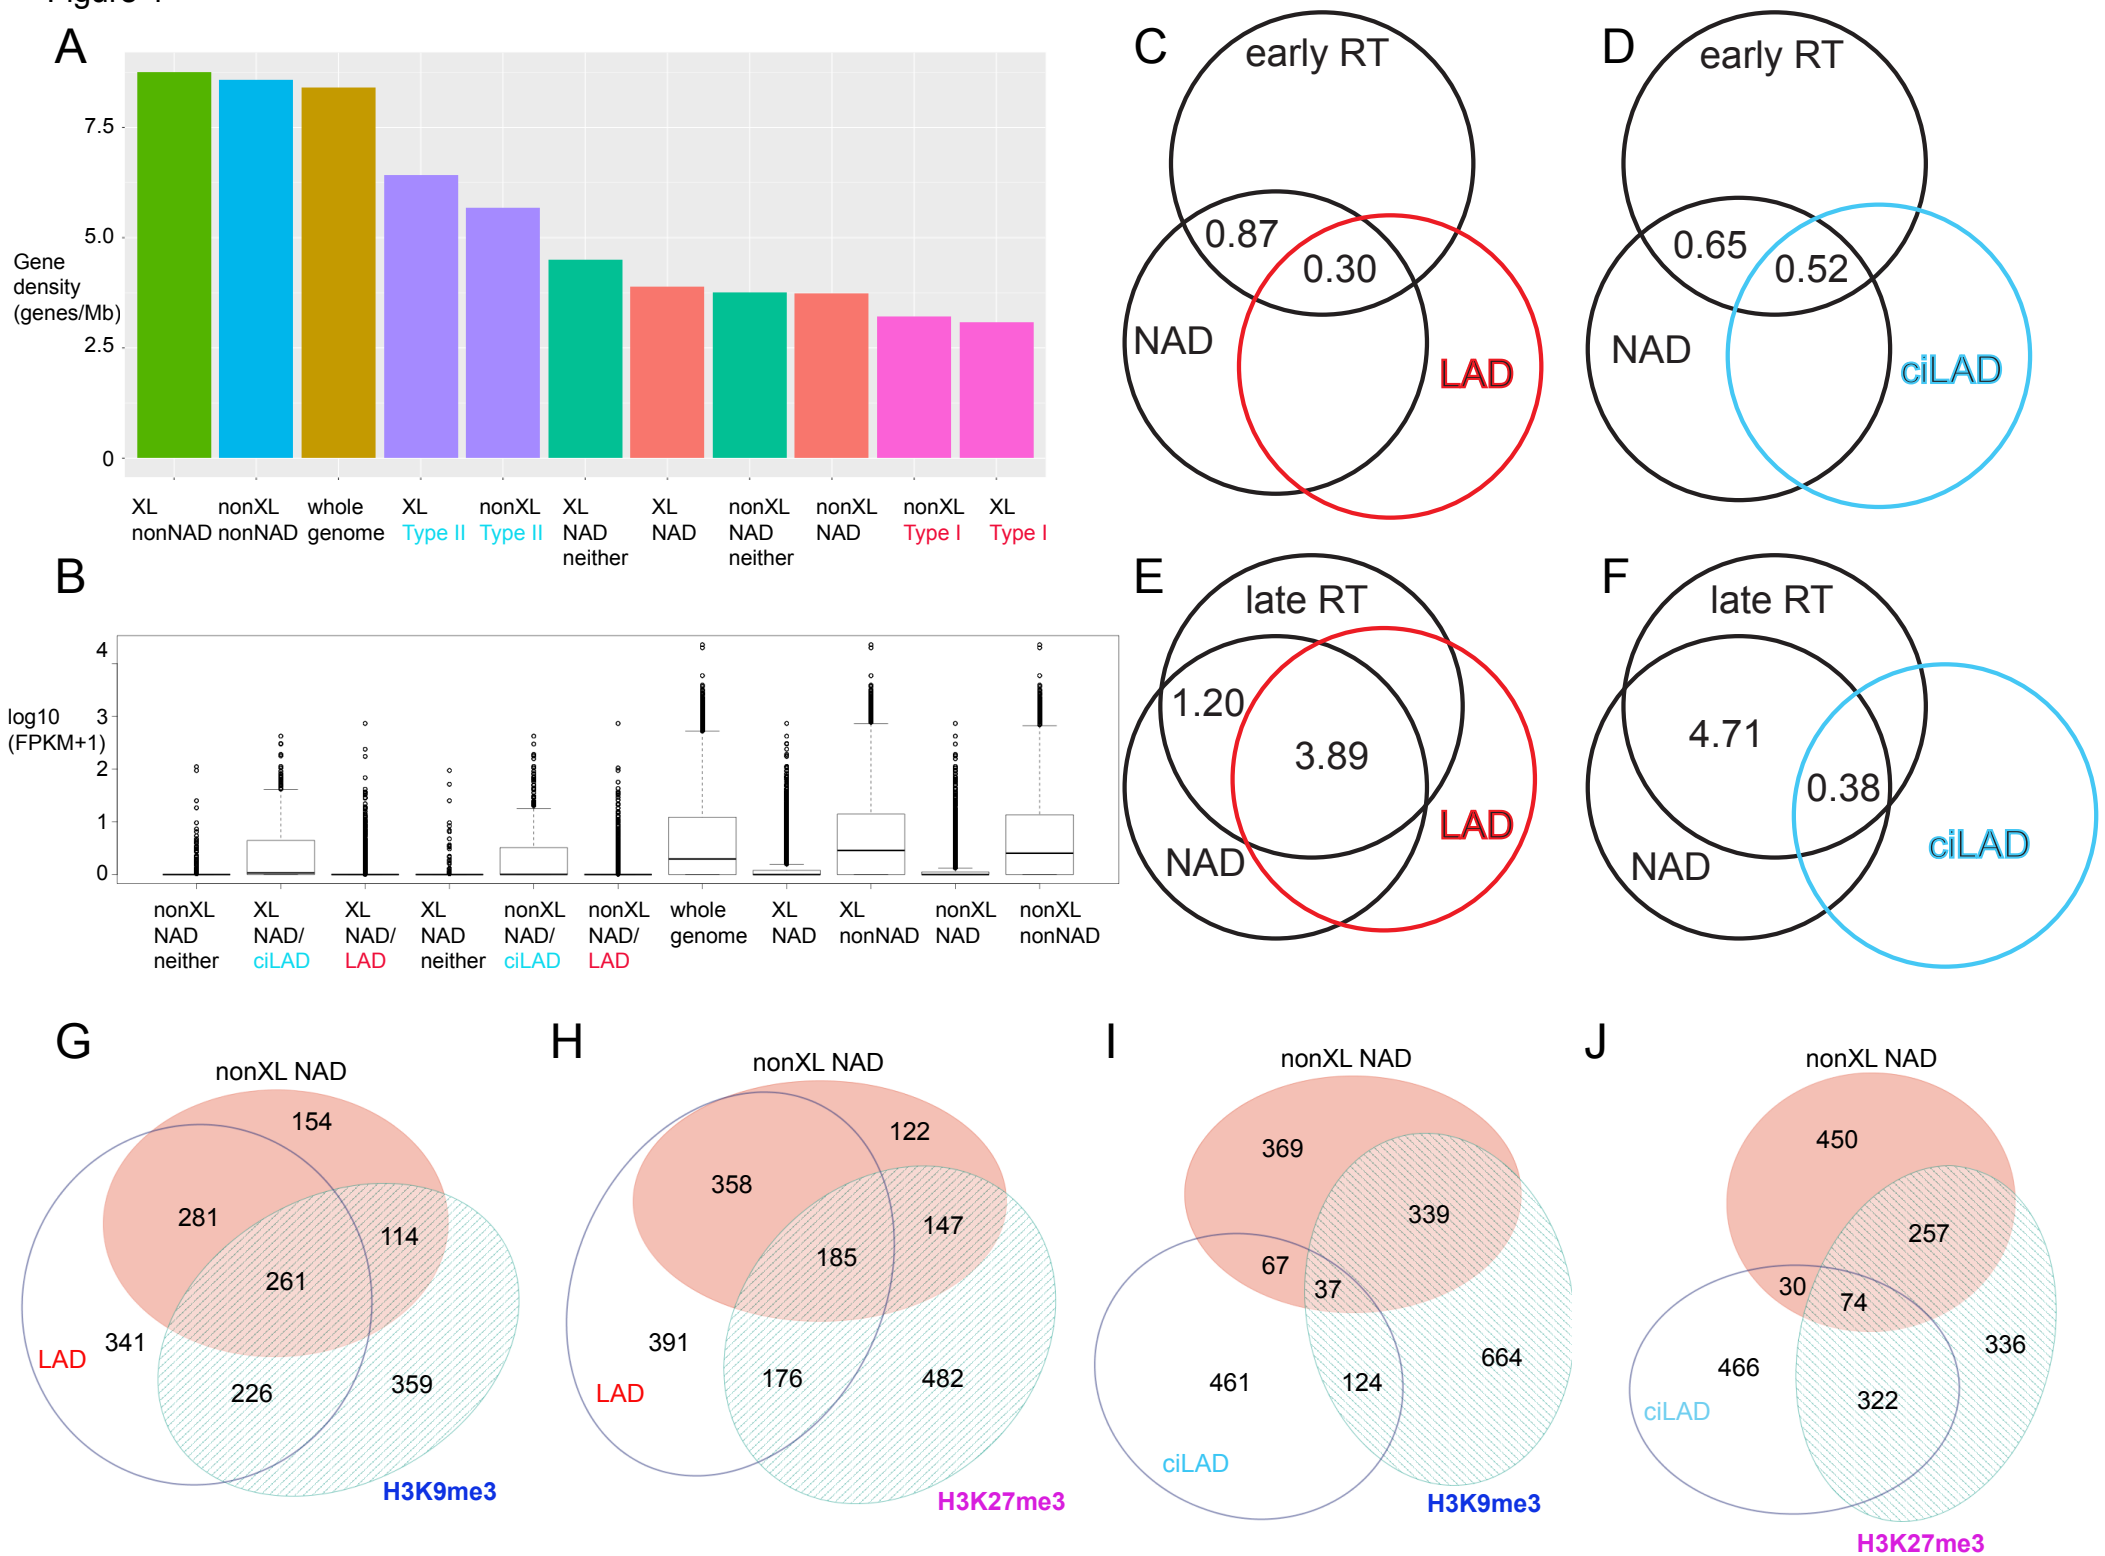 Figure 4
A
7.5
5.0
2.5
0
Gene
density
(genes/Mb)
XL
nonNAD
nonXL
nonNAD
whole
genome
XL
Type II
nonXL
Type II
XL
NAD
neither
XL
NAD
nonXL
NAD
neither
nonXL
NAD
nonXL
Type I
XL
Type I
B
4
3
2
1
0
log10
(FPKM+1)
nonXL
NAD
neither
XL
NAD/
ciLAD
XL
NAD/
LAD
XL
NAD
neither
nonXL
NAD/
ciLAD
nonXL
NAD/
LAD
whole
genome
XL
NAD
XL
nonNAD
nonXL
NAD
nonXL
nonNAD
C
early RT
0.87
0.30
NAD
LAD
D
early RT
0.65
0.52
NAD
ciLAD
E
late RT
1.20
3.89
NAD
LAD
F
late RT
4.71
0.38
NAD
ciLAD
G
nonXL NAD
154
281
114
261
341
LAD
226
359
H3K9me3
H
nonXL NAD
122
358
147
185
391
LAD
176
482
H3K27me3
I
nonXL NAD
369
339
67
37
664
461
124
ciLAD
H3K9me3
J
nonXL NAD
450
257
30
74
336
466
322
ciLAD
H3K27me3